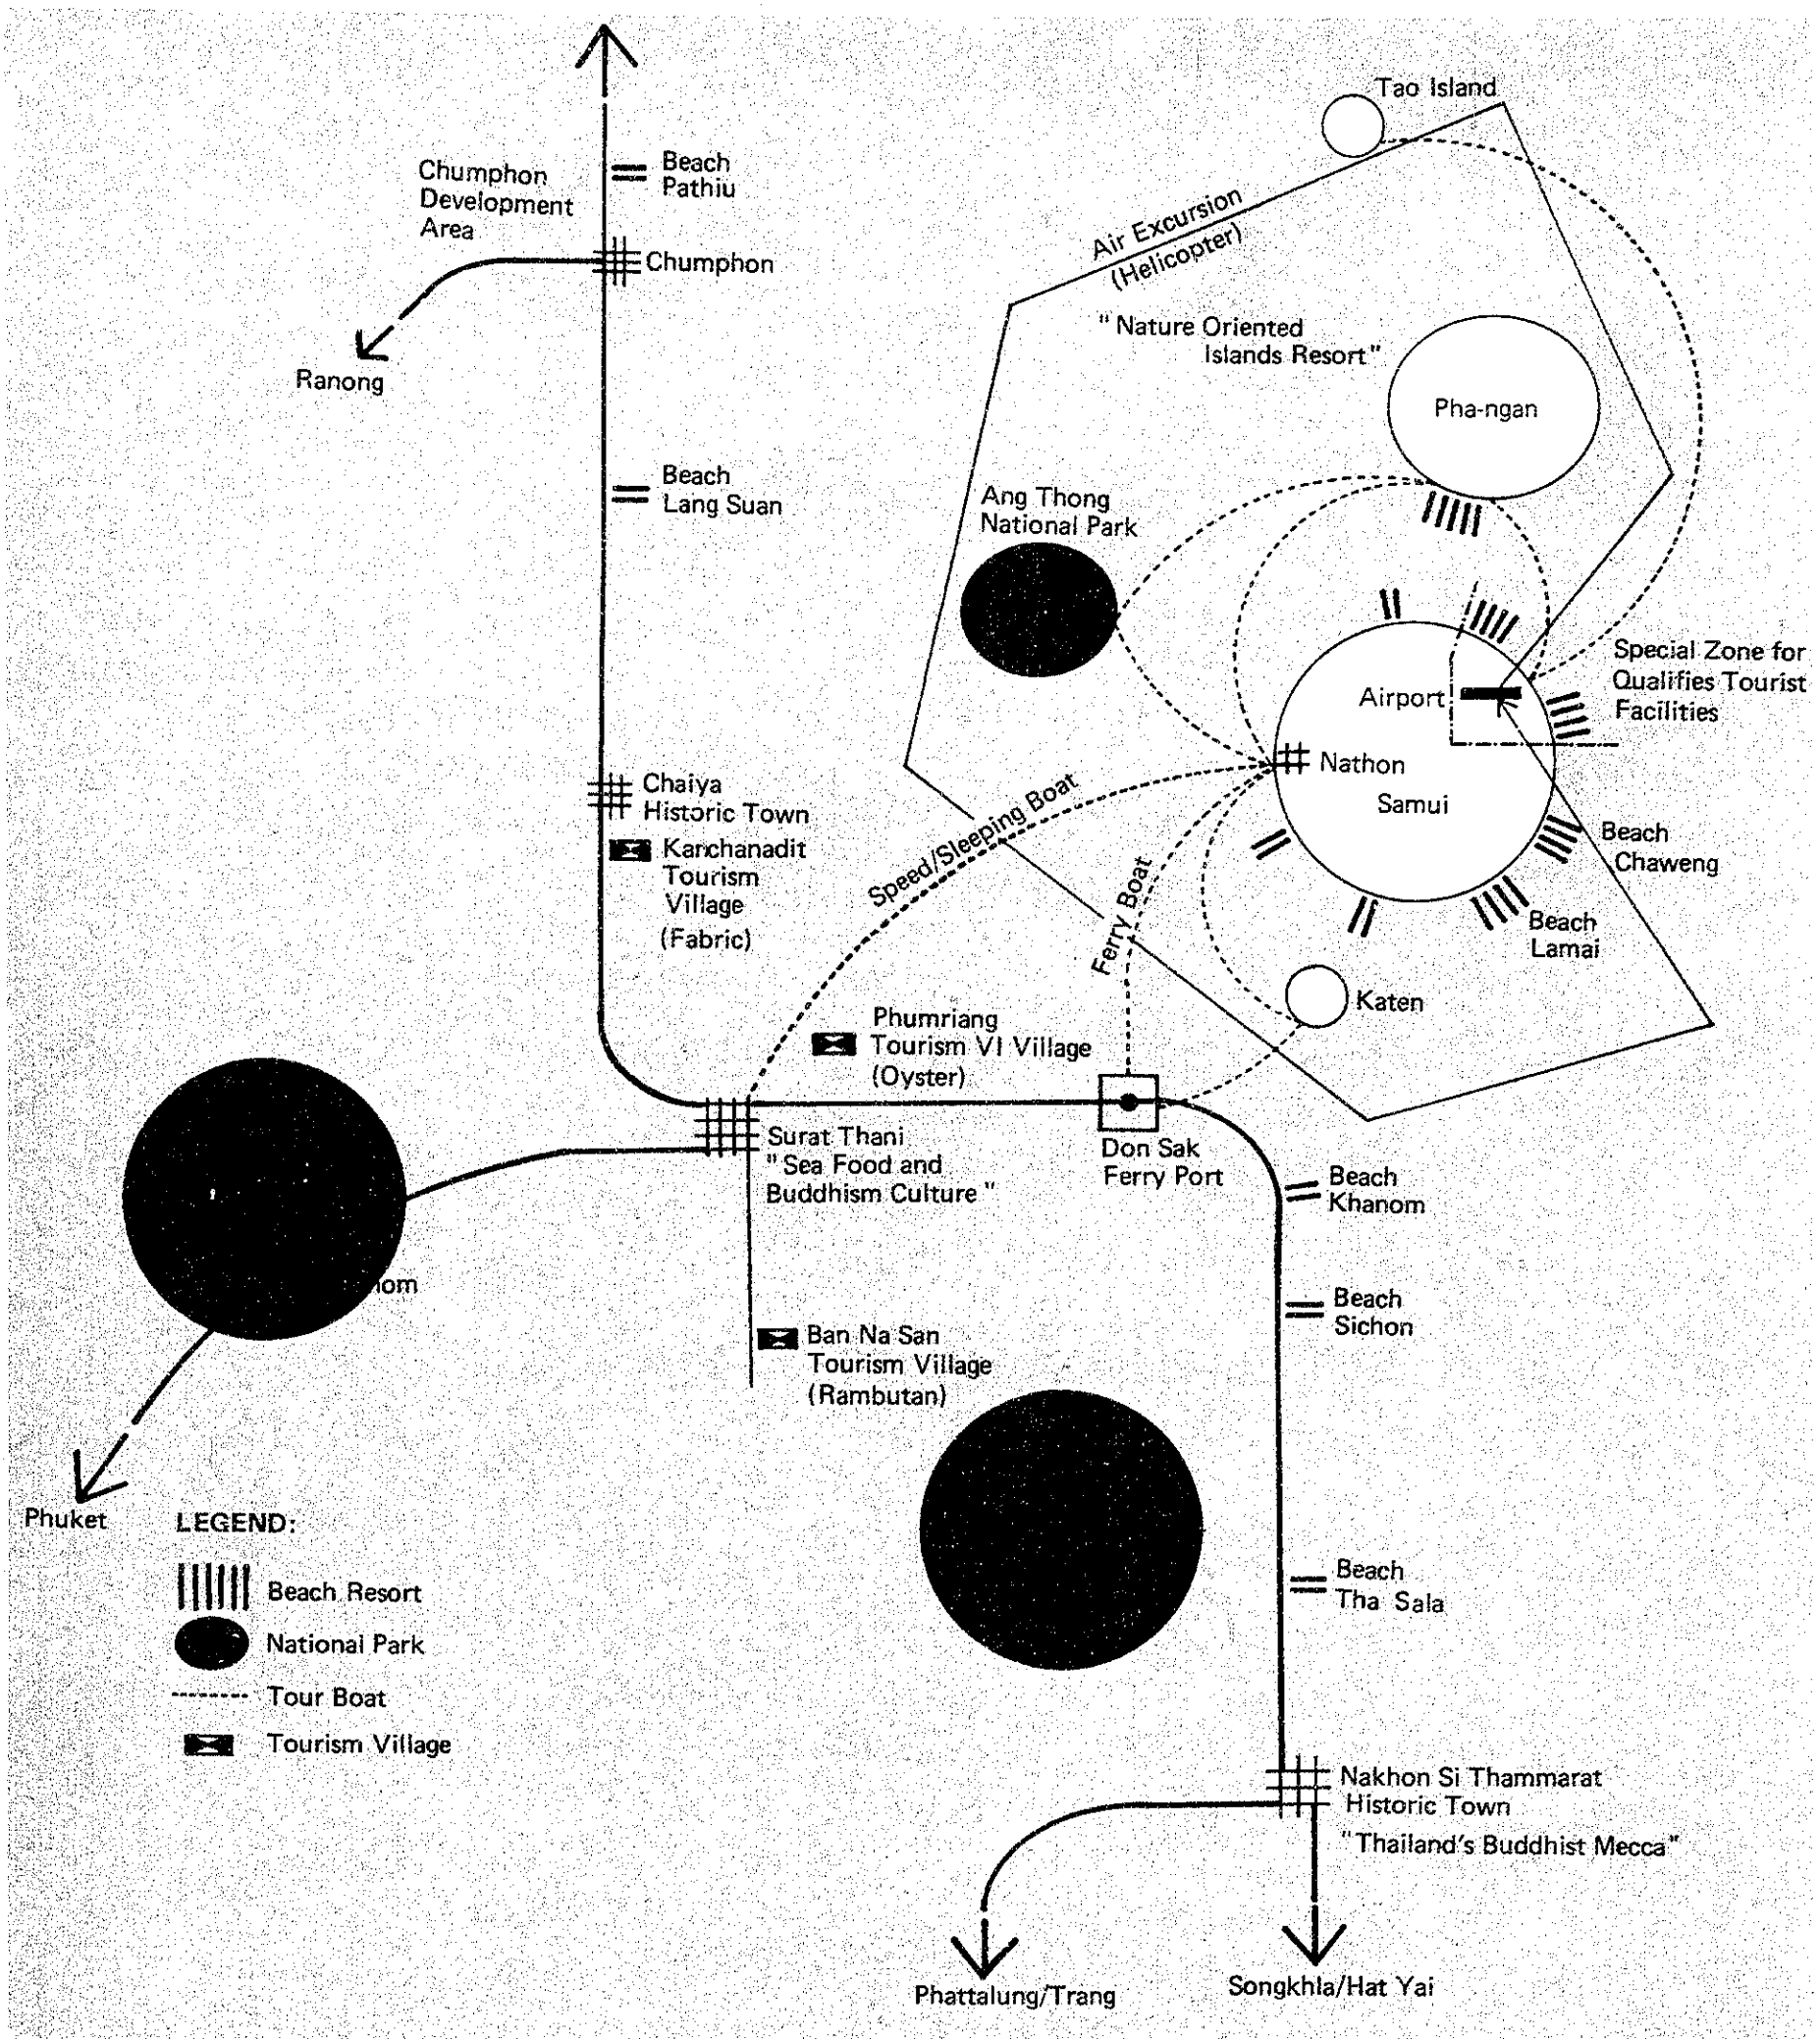 Tao Island
Chumphon
Development
Area
Beach
Pathiu
Chumphon
Ranong
Air Excursion
(Helicopter)
"Nature Oriented
Islands Resort"
Pha-ngan
Beach
Lang Suan
Ang Thong
National Park
Special Zone for
Qualifies Tourist
Facilities
Airport
Nathon
Samui
Chaiya
Historic Town
Karichanadit
Tourism
Village
(Fabric)
Speed/Sleeping Boat
Ferry Boat
Beach
Chaweng
Beach
Lamai
Katen
Phumriang
Tourism VI Village
(Oyster)
Surat Thani
"Sea Food and
Buddhism Culture"
Don Sak
Ferry Port
Beach
Khanom
Beach
Sichon
Ban Na San
Tourism Village
(Rambutan)
Phuket
LEGEND:
Beach Resort
National Park
Tour Boat
Tourism Village
Beach
Tha Sala
Nakhon Si Thammarat
Historic Town
"Thailand's Buddhist Mecca"
Phattalung/Trang
Songkhla/Hat Yai